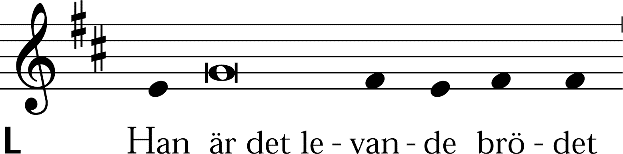 L Han är det le - van - de brö - det